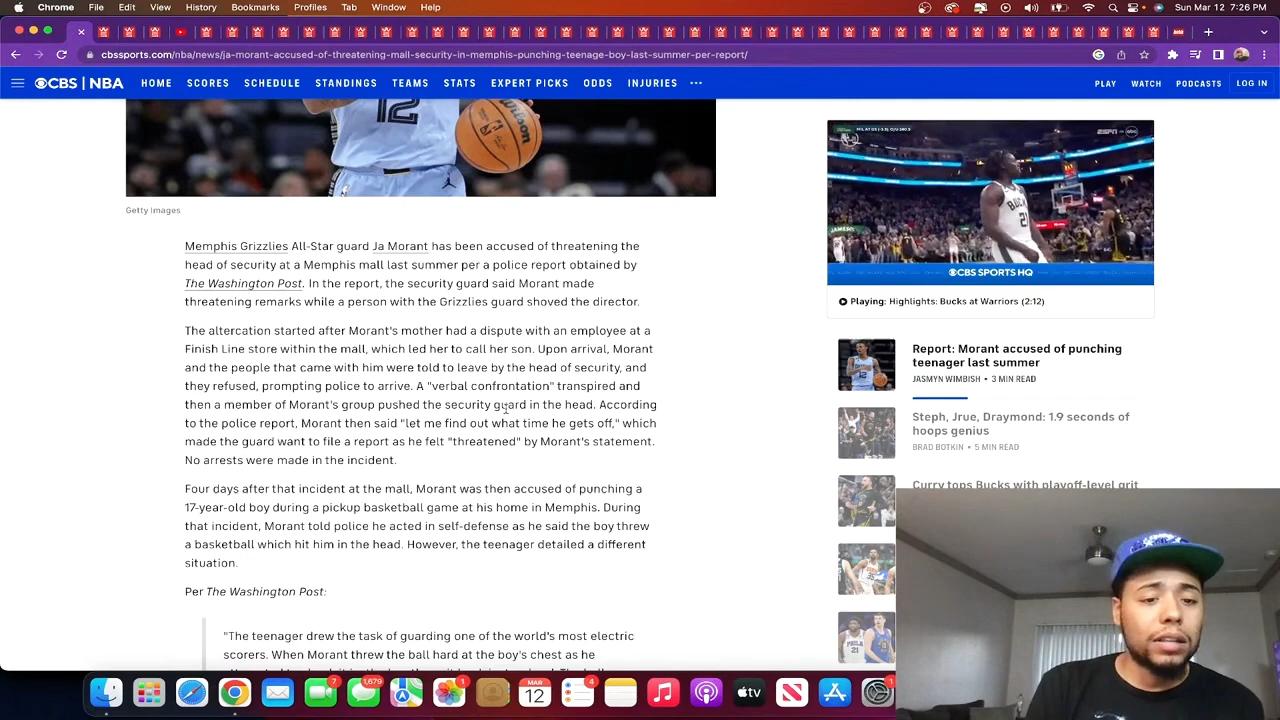 Chrome File Edit View History Bookmarks Profiles Tab Window Help Sun Mar 12 7:26 PM
cbssports.com/nba/news/ja-morant-accused-of-threatening-mall-security-in-memphis-punching-teenage-boy-last-summer-per-report/
CBS | NBA HOME SCORES SCHEDULE STANDINGS TEAMS STATS EXPERT PICKS ODDS INJURIES ••• PLAY WATCH PODCASTS LOG IN
12
Wilson
Getty Images
Memphis Grizzlies All-Star guard Ja Morant has been accused of threatening the
head of security at a Memphis mall last summer per a police report obtained by
The Washington Post. In the report, the security guard said Morant made
threatening remarks while a person with the Grizzlies guard shoved the director.
The altercation started after Morant's mother had a dispute with an employee at a
Finish Line store within the mall, which led her to call her son. Upon arrival, Morant
and the people that came with him were told to leave by the head of security, and
they refused, prompting police to arrive. A "verbal confrontation" transpired and
then a member of Morant's group pushed the security guard in the head. According
to the police report, Morant then said "let me find out what time he gets off," which
made the guard want to file a report as he felt "threatened" by Morant's statement.
No arrests were made in the incident.
Four days after that incident at the mall, Morant was then accused of punching a
17-year-old boy during a pickup basketball game at his home in Memphis. During
that incident, Morant told police he acted in self-defense as he said the boy threw
a basketball which hit him in the head. However, the teenager detailed a different
situation.
Per The Washington Post:
"The teenager drew the task of guarding one of the world's most electric
scorers. When Morant threw the ball hard at the boy's chest as he
ESPN abc
BUCKS
21
CBS SPORTS HQ
Playing: Highlights: Bucks at Warriors (2:12)
Report: Morant accused of punching
teenager last summer
JASMYN WIMBISH • 3 MIN READ
Steph, Jrue, Draymond: 1.9 seconds of
hoops genius
BRAD BOTKIN • 5 MIN READ
Curry tops Bucks with playoff-level grit
7
1,679
1
MAR
12
4
tv
1